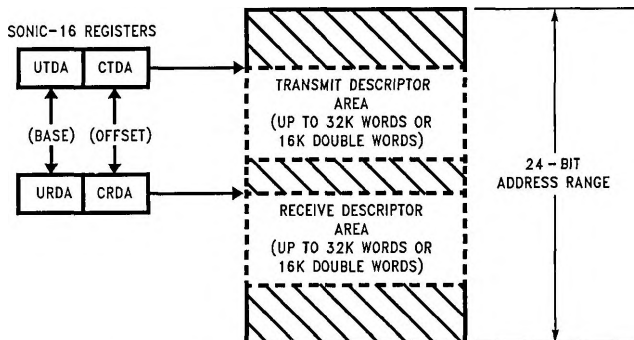 SONIC-16 REGISTERS
UTDA CTDA
(BASE) (OFFSET)
URDA CRDA
TRANSMIT DESCRIPTOR
AREA
(UP TO 32K WORDS OR
16K DOUBLE WORDS)
RECEIVE DESCRIPTOR
AREA
(UP TO 32K WORDS OR
16K DOUBLE WORDS)
24-BIT
ADDRESS RANGE